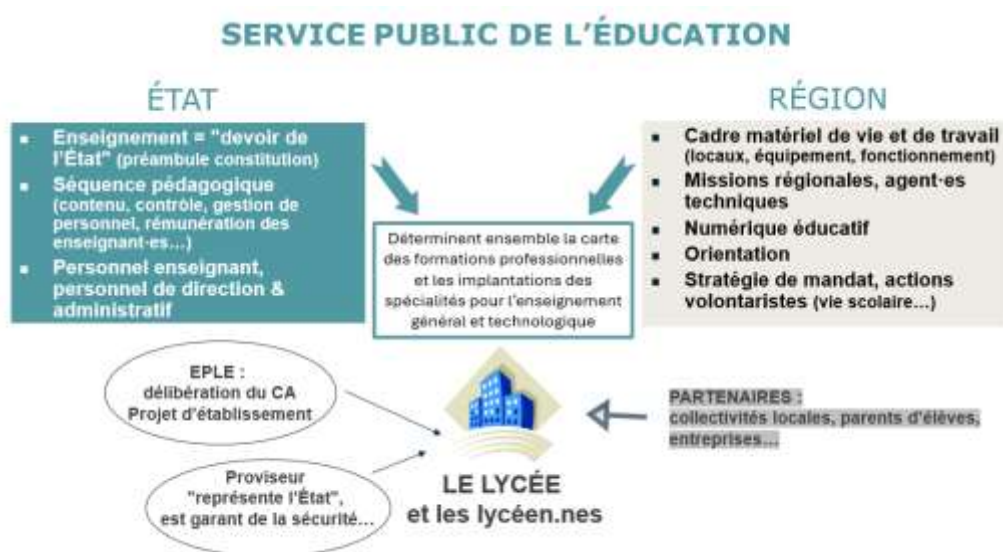 SERVICE PUBLIC DE L'ÉDUCATION
ÉTAT
Enseignement = "devoir de
l'État" (préambule constitution)
Séquence pédagogique
(contenu, contrôle, gestion de
personnel, rémunération des
enseignant·es…)
Personnel enseignant,
personnel de direction &
administratif
RÉGION
Cadre matériel de vie et de travail
(locaux, équipement, fonctionnement)
Missions régionales, agent·es
techniques
Numérique éducatif
Orientation
Stratégie de mandat, actions
volontaristes (vie scolaire…)
Déterminent ensemble la carte
des formations professionnelles
et les implantations des
spécialités pour l'enseignement
général et technologique
EPLE :
délibération du CA
Projet d'établissement
Proviseur
"représente l'État",
est garant de la sécurité…
LE LYCÉE
et les lycéen.nes
PARTENAIRES :
collectivités locales, parents d'élèves,
entreprises…